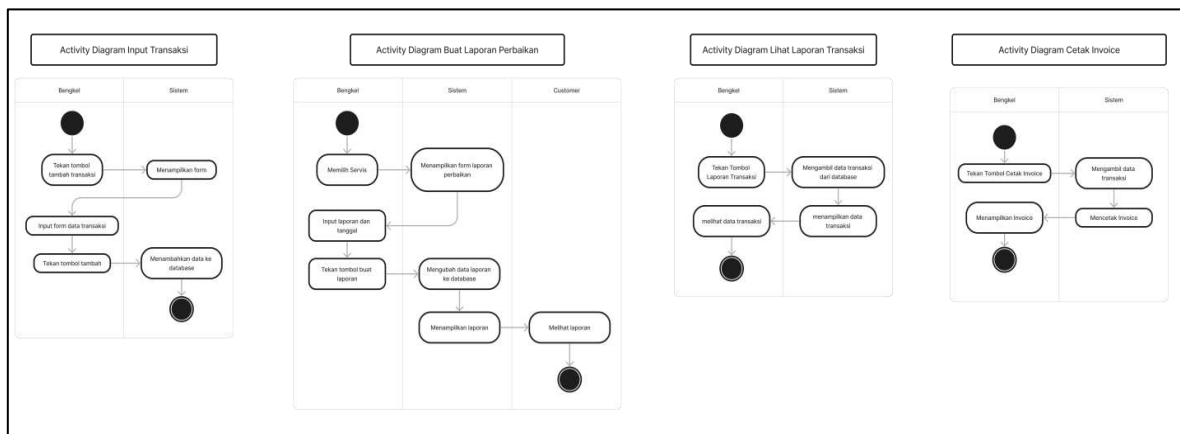 Activity Diagram Input Transaksi
Bengkel
Sistem
Tekan tombol
tambah transaksi
Menampilkan form
Input form data transaksi
Tekan tombol tambah
Menambahkan data ke
database
Activity Diagram Buat Laporan Perbaikan
Bengkel
Sistem
Customer
Memilih Servis
Menampilkan form laporan
perbaikan
Input laporan dan
tanggal
Tekan tombol buat
laporan
Mengubah data laporan
ke database
Menampilkan laporan
Melihat laporan
Activity Diagram Lihat Laporan Transaksi
Bengkel
Sistem
Tekan Tombol
Laporan Transaksi
Mengambil data transaksi
dari database
melihat data transaksi
menampilkan data
transaksi
Activity Diagram Cetak Invoice
Bengkel
Sistem
Tekan Tombol Cetak Invoice
Mengambil data
transaksi
Menampilkan Invoice
Mencetak Invoice